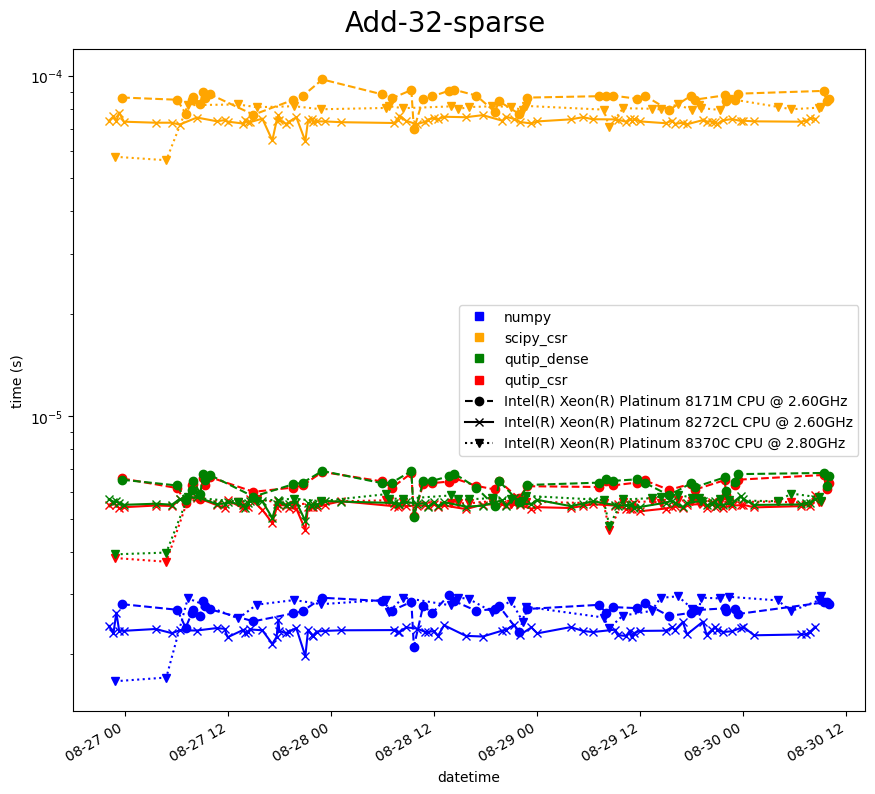 Add-32-sparse
10⁻⁴
time (s)
10⁻⁵
numpy
scipy_csr
qutip_dense
qutip_csr
Intel(R) Xeon(R) Platinum 8171M CPU @ 2.60GHz
Intel(R) Xeon(R) Platinum 8272CL CPU @ 2.60GHz
Intel(R) Xeon(R) Platinum 8370C CPU @ 2.80GHz
08-27 00
08-27 12
08-28 00
08-28 12
08-29 00
08-29 12
08-30 00
08-30 12
datetime